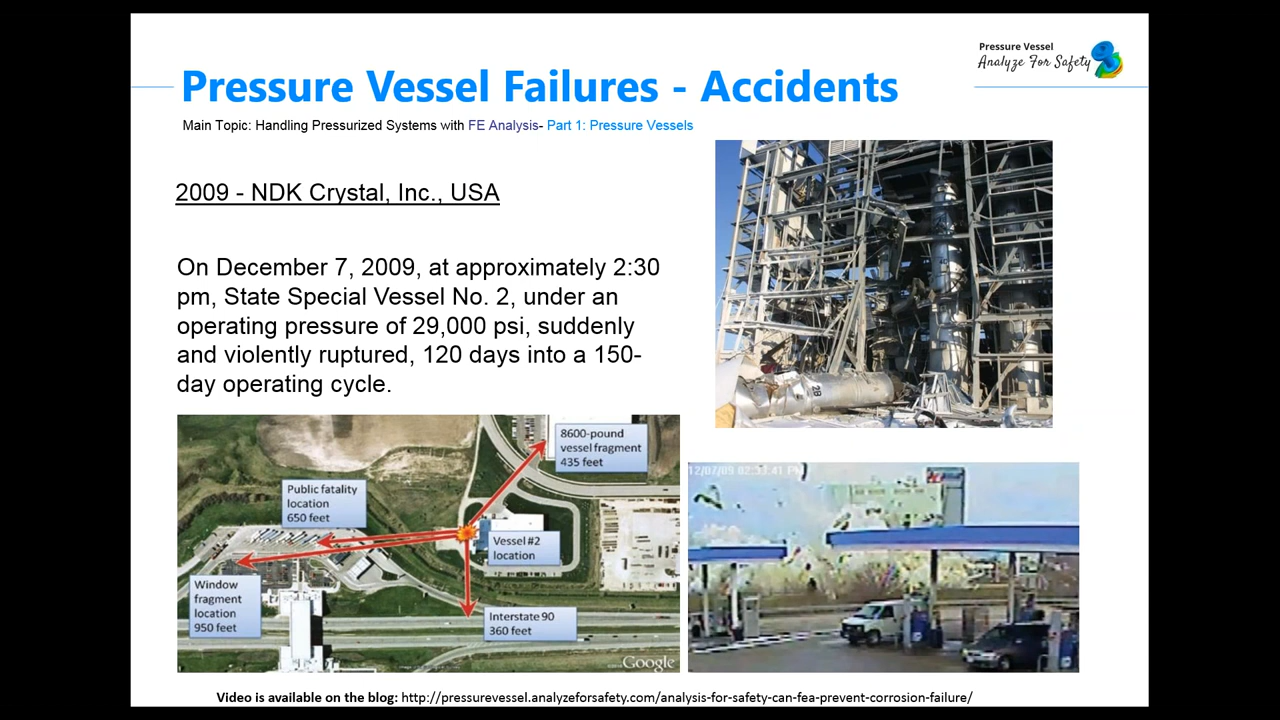 Pressure Vessel
Analyze For Safety
Pressure Vessel Failures - Accidents
Main Topic: Handling Pressurized Systems with FE Analysis- Part 1: Pressure Vessels
2009 - NDK Crystal, Inc., USA
On December 7, 2009, at approximately 2:30
pm, State Special Vessel No. 2, under an
operating pressure of 29,000 psi, suddenly
and violently ruptured, 120 days into a 150-
day operating cycle.
8600-pound
vessel fragment
435 feet
Public fatality
location
650 feet
Vessel #2
location
Window
fragment
location
950 feet
Interstate 90
360 feet
Google
2B
Video is available on the blog: http://pressurevessel.analyzeforsafety.com/analysis-for-safety-can-fea-prevent-corrosion-failure/